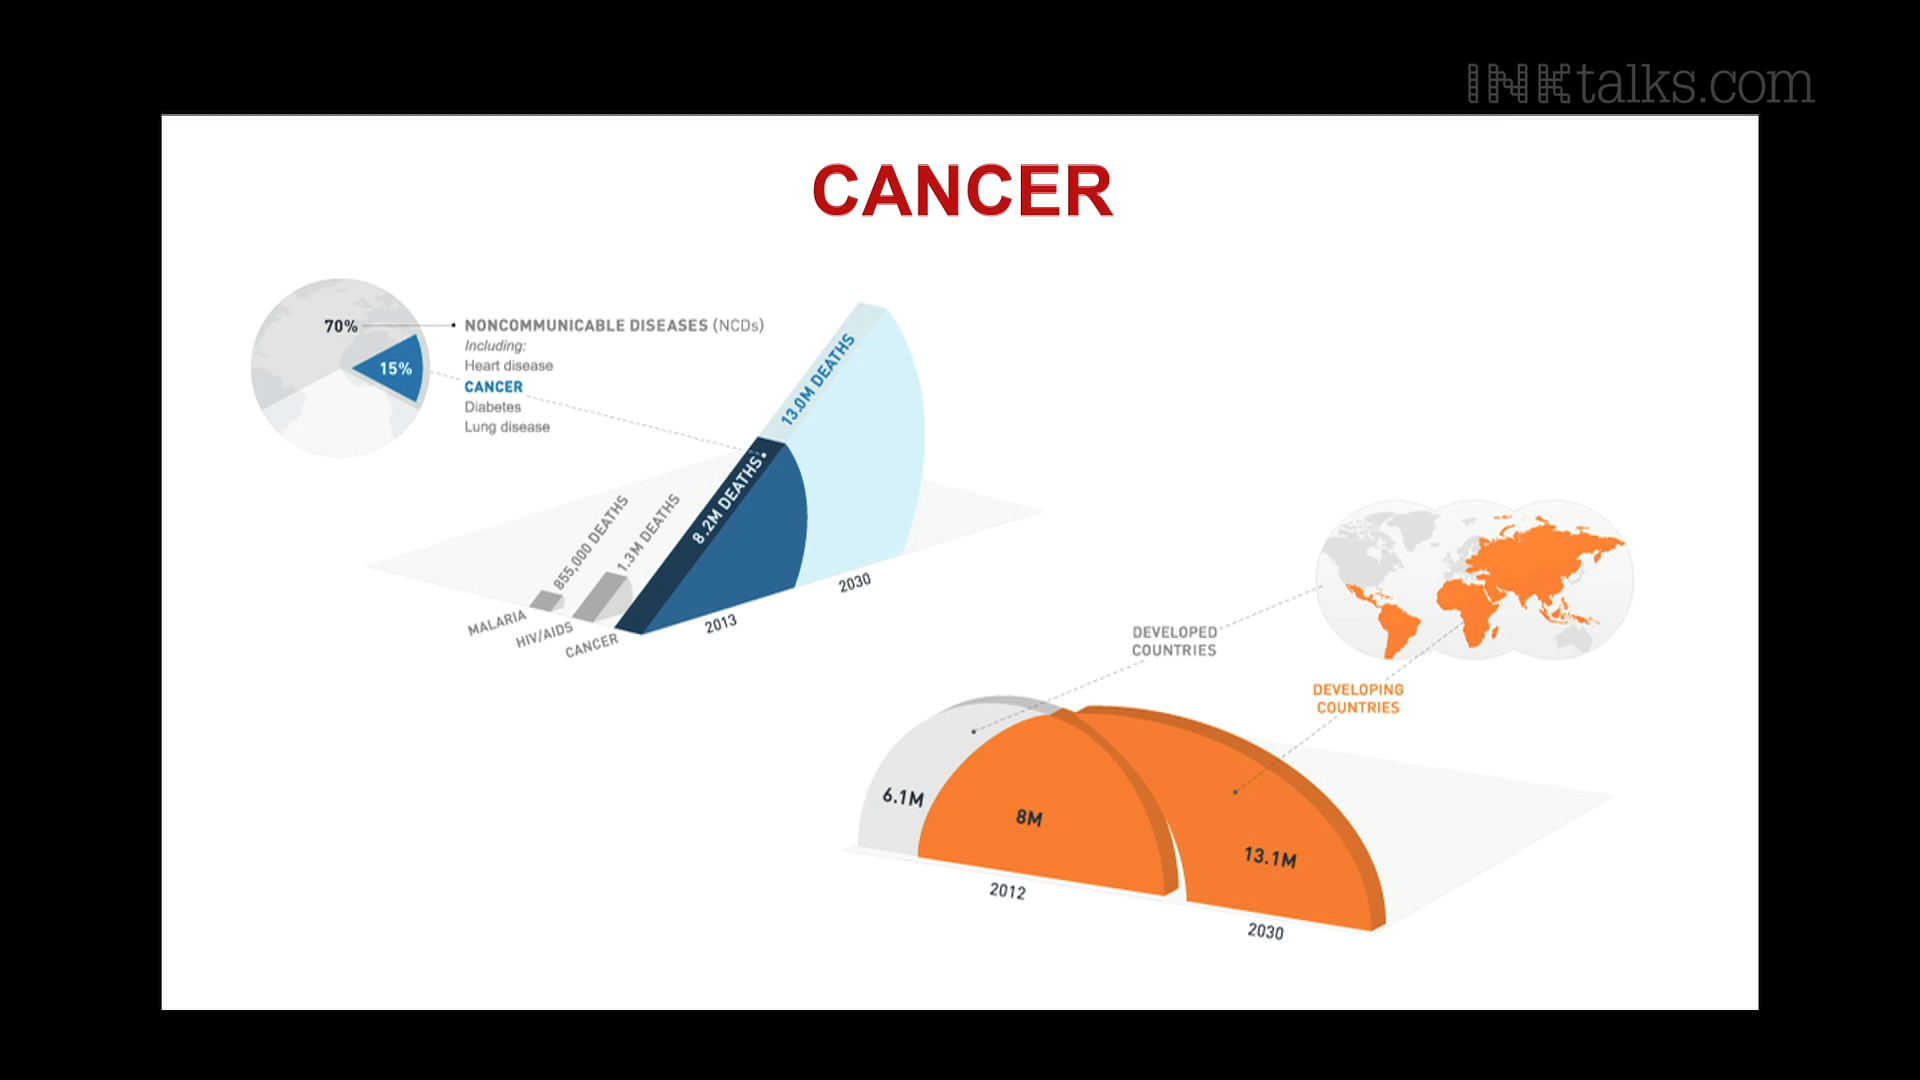 INKtalks.com
CANCER
70%
15%
NONCOMMUNICABLE DISEASES (NCDs)
Including:
Heart disease
CANCER
Diabetes
Lung disease
13.0M DEATHS
8.2M DEATHS
855,000 DEATHS
1.3M DEATHS
MALARIA
HIV/AIDS
CANCER
2013
2030
DEVELOPED
COUNTRIES
DEVELOPING
COUNTRIES
6.1M
8M
13.1M
2012
2030